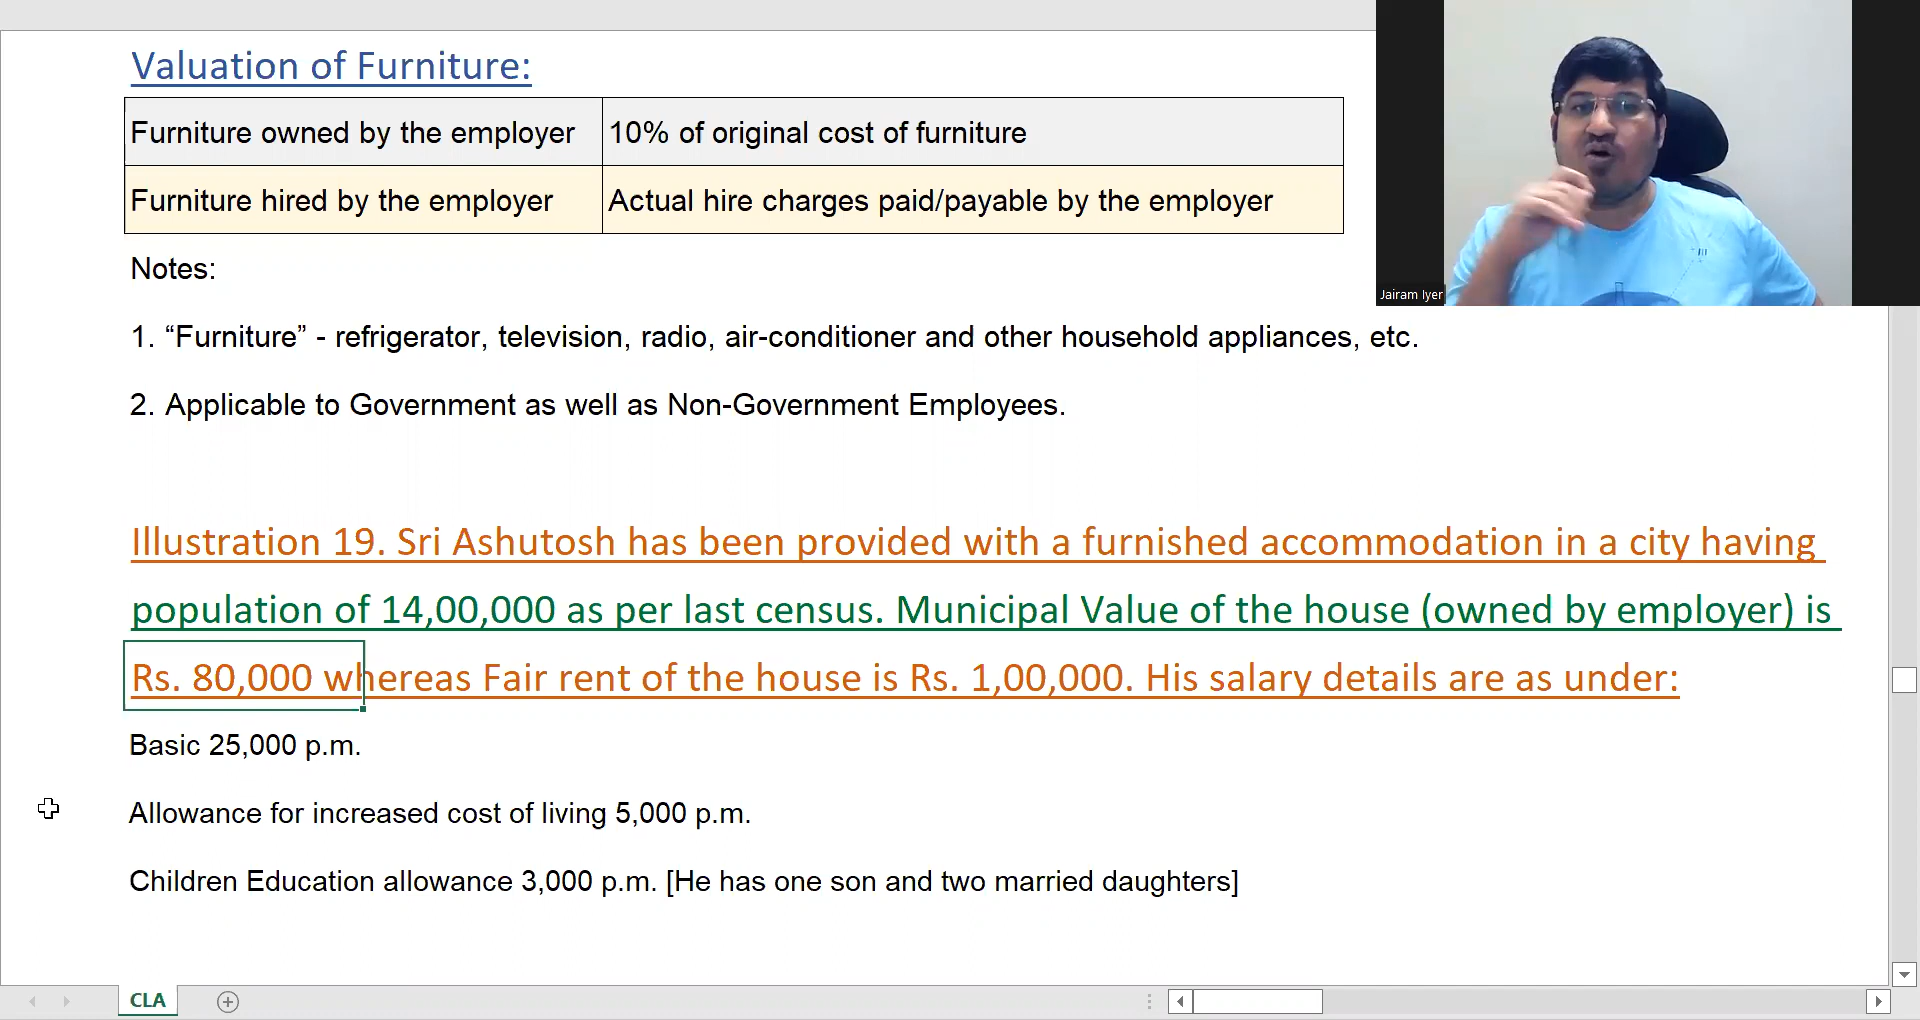 Valuation of Furniture:
Furniture owned by the employer 10% of original cost of furniture
Furniture hired by the employer Actual hire charges paid/payable by the employer
Jairam Iyer
Notes:
1. “Furniture” - refrigerator, television, radio, air-conditioner and other household appliances, etc.
2. Applicable to Government as well as Non-Government Employees.
Illustration 19. Sri Ashutosh has been provided with a furnished accommodation in a city having
population of 14,00,000 as per last census. Municipal Value of the house (owned by employer) is
Rs. 80,000 whereas Fair rent of the house is Rs. 1,00,000. His salary details are as under:
Basic 25,000 p.m.
Allowance for increased cost of living 5,000 p.m.
Children Education allowance 3,000 p.m. [He has one son and two married daughters]
CLA